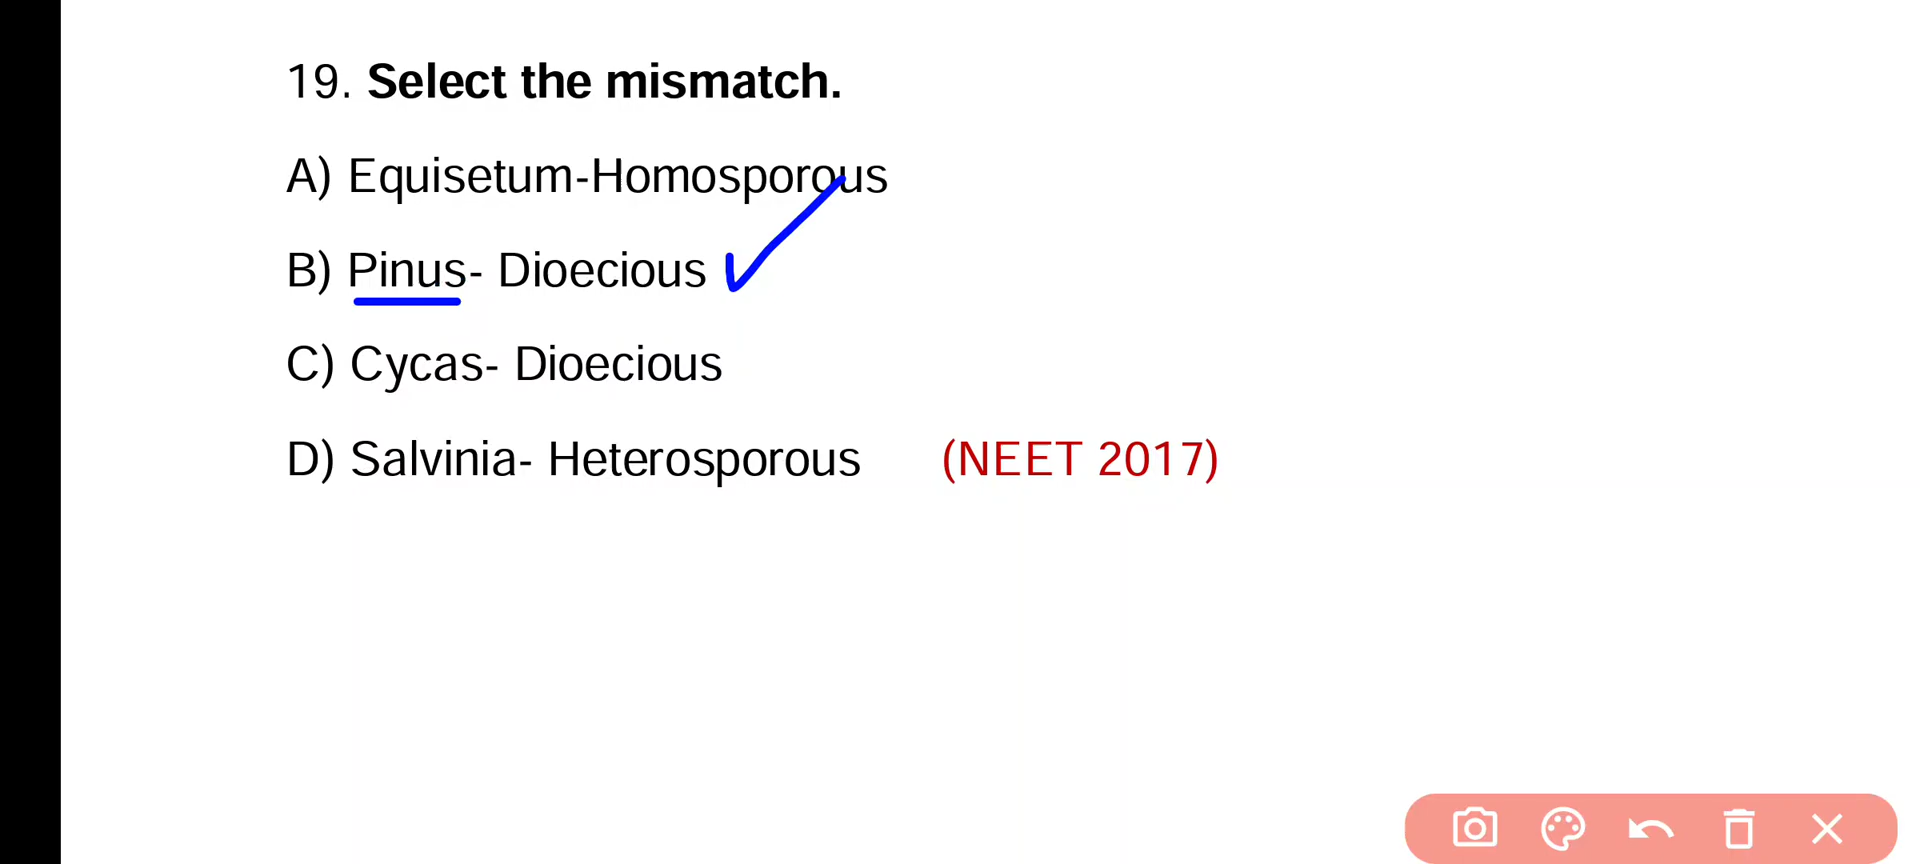 19. Select the mismatch.
A) Equisetum-Homosporous
B) Pinus- Dioecious
C) Cycas- Dioecious
D) Salvinia- Heterosporous (NEET 2017)